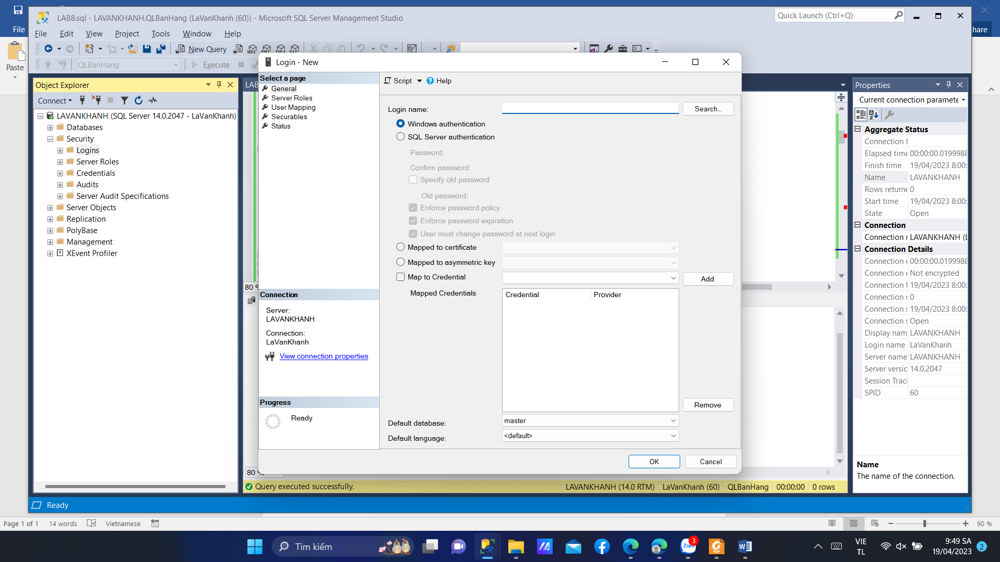 LAB8.sql - LAVANKHANH.QLBanHang (LaVanKhanh (60)) - Microsoft SQL Server Management Studio
Quick Launch (Ctrl+Q)
File
hare
File Edit View Project Tools Window Help
New Query
Paste
QLBanHang
Execute
Object Explorer
Connect
LAVANKHANH (SQL Server 14.0.2047 - LaVanKhanh)
Databases
Security
Logins
Server Roles
Credentials
Audits
Server Audit Specifications
Server Objects
Replication
PolyBase
Management
XEvent Profiler
LAB
80 %
80 %
Login - New
Select a page
General
Server Roles
User Mapping
Securables
Status
Connection
Server:
LAVANKHANH
Connection:
LaVanKhanh
View connection properties
Progress
Ready
Script
Help
Login name:
Search...
Windows authentication
SQL Server authentication
Password:
Confirm password:
Specify old password
Old password:
Enforce password policy
Enforce password expiration
User must change password at next login
Mapped to certificate
Mapped to asymmetric key
Map to Credential
Add
Mapped Credentials
Credential Provider
Remove
Default database:
master
Default language:
<default>
OK
Cancel
Properties
Current connection paramete
Aggregate Status
Connection f
Elapsed time 00:00:00.0199988
Finish time 19/04/2023 8:00:
Name LAVANKHANH
Rows returne 0
Start time 19/04/2023 8:00:
State Open
Connection
Connection r LAVANKHANH (L
Connection Details
Connection e 00:00:00.0199988
Connection e Not encrypted
Connection f 19/04/2023 8:00:
Connection r 0
Connection s 19/04/2023 8:00:
Connection s Open
Display nam LAVANKHANH
Login name LaVanKhanh
Server name LAVANKHANH
Server versic 14.0.2047
Session Traci
SPID 60
Name
The name of the connection.
Query executed successfully.
LAVANKHANH (14.0 RTM) LaVanKhanh (60) QLBanHang 00:00:00 0 rows
Ready
Page 1 of 1 14 words Vietnamese
90 %
Tìm kiếm
Zalo
3
PDF
VIE
TL
9:49 SA
19/04/2023
2